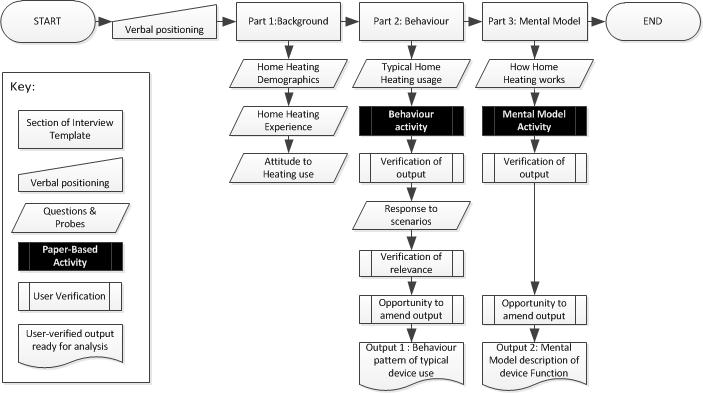 START
Verbal positioning
Part 1:Background
Part 2: Behaviour
Part 3: Mental Model
END
Home Heating
Demographics
Home Heating
Experience
Attitude to
Heating use
Typical Home
Heating usage
Behaviour
activity
Verification of
output
Response to
scenarios
Verification of
relevance
Opportunity to
amend output
Output 1 : Behaviour
pattern of typical
device use
How Home
Heating works
Mental Model
Activity
Verification of
output
Opportunity to
amend output
Output 2: Mental
Model description of
device Function
Key:
Section of Interview
Template
Verbal positioning
Questions &
Probes
Paper-Based
Activity
User Verification
User-verified output
ready for analysis